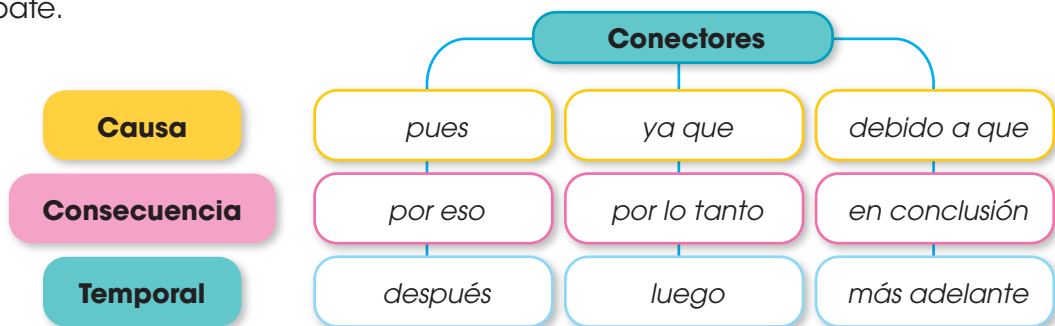 Conectores
Causa pues ya que debido a que
Consecuencia por eso por lo tanto en conclusión
Temporal después luego más adelante